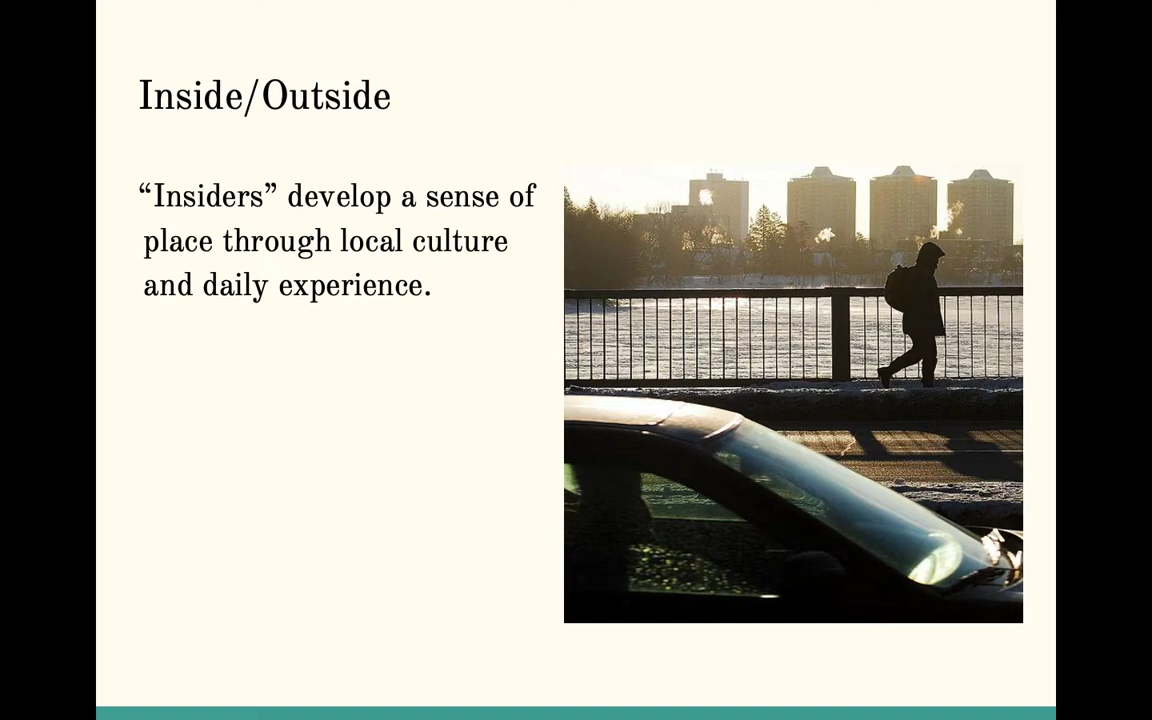 Inside/Outside
“Insiders” develop a sense of
place through local culture
and daily experience.